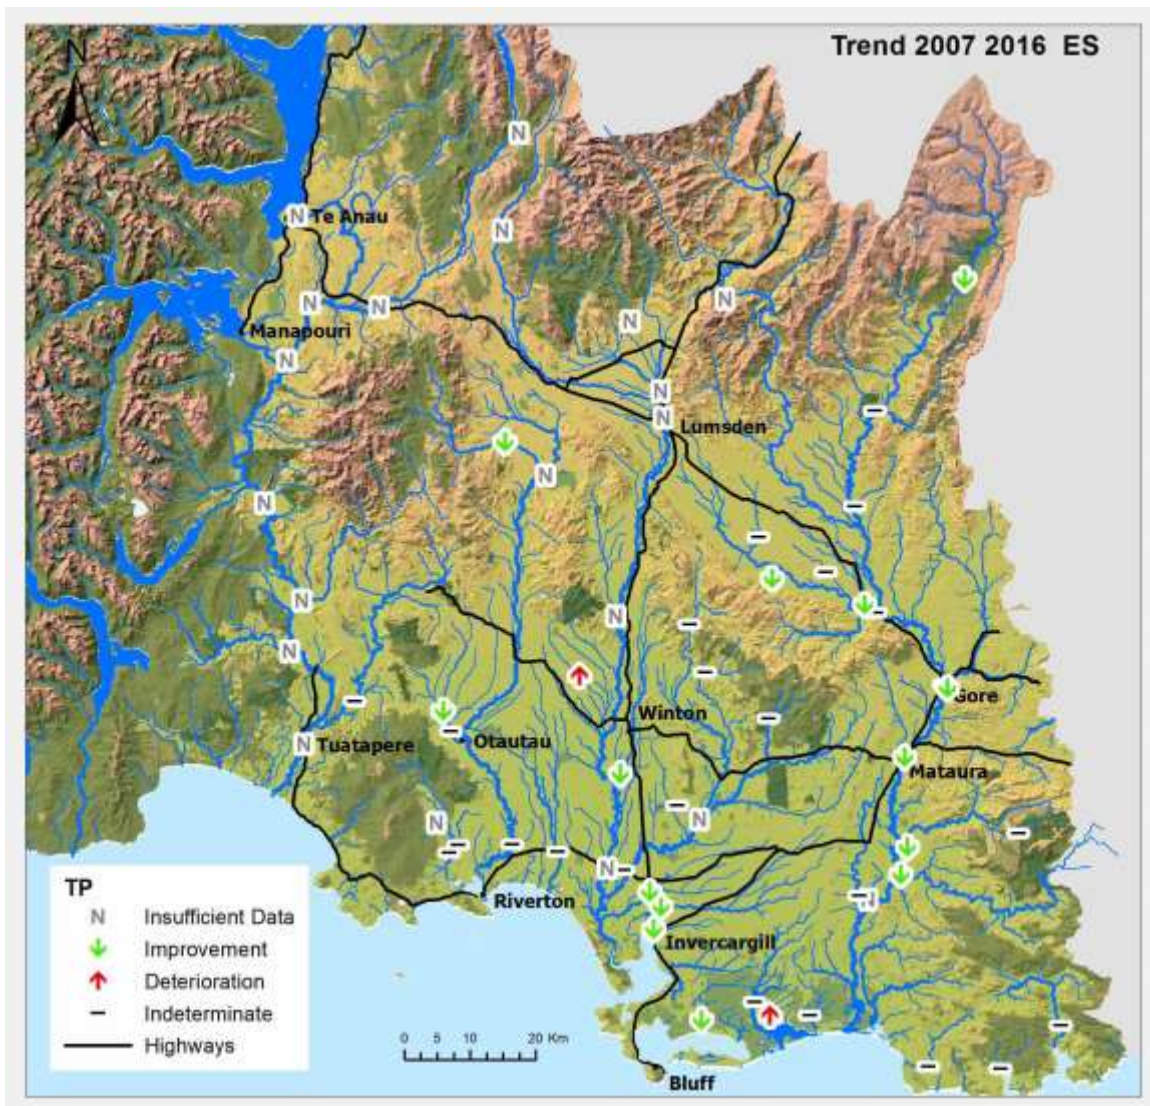 Trend 2007 2016 ES
N
N
N
N Te Anau
N
N
N
N
N
Manapouri
N
N
N
Lumsden
N
N
N
N
N
Gore
Winton
Otautau
N Tuatapere
Mataura
N
N
N
N
Riverton
Invercargill
Bluff
TP
N Insufficient Data
Improvement
Deterioration
Indeterminate
Highways
0 5 10 20 Km